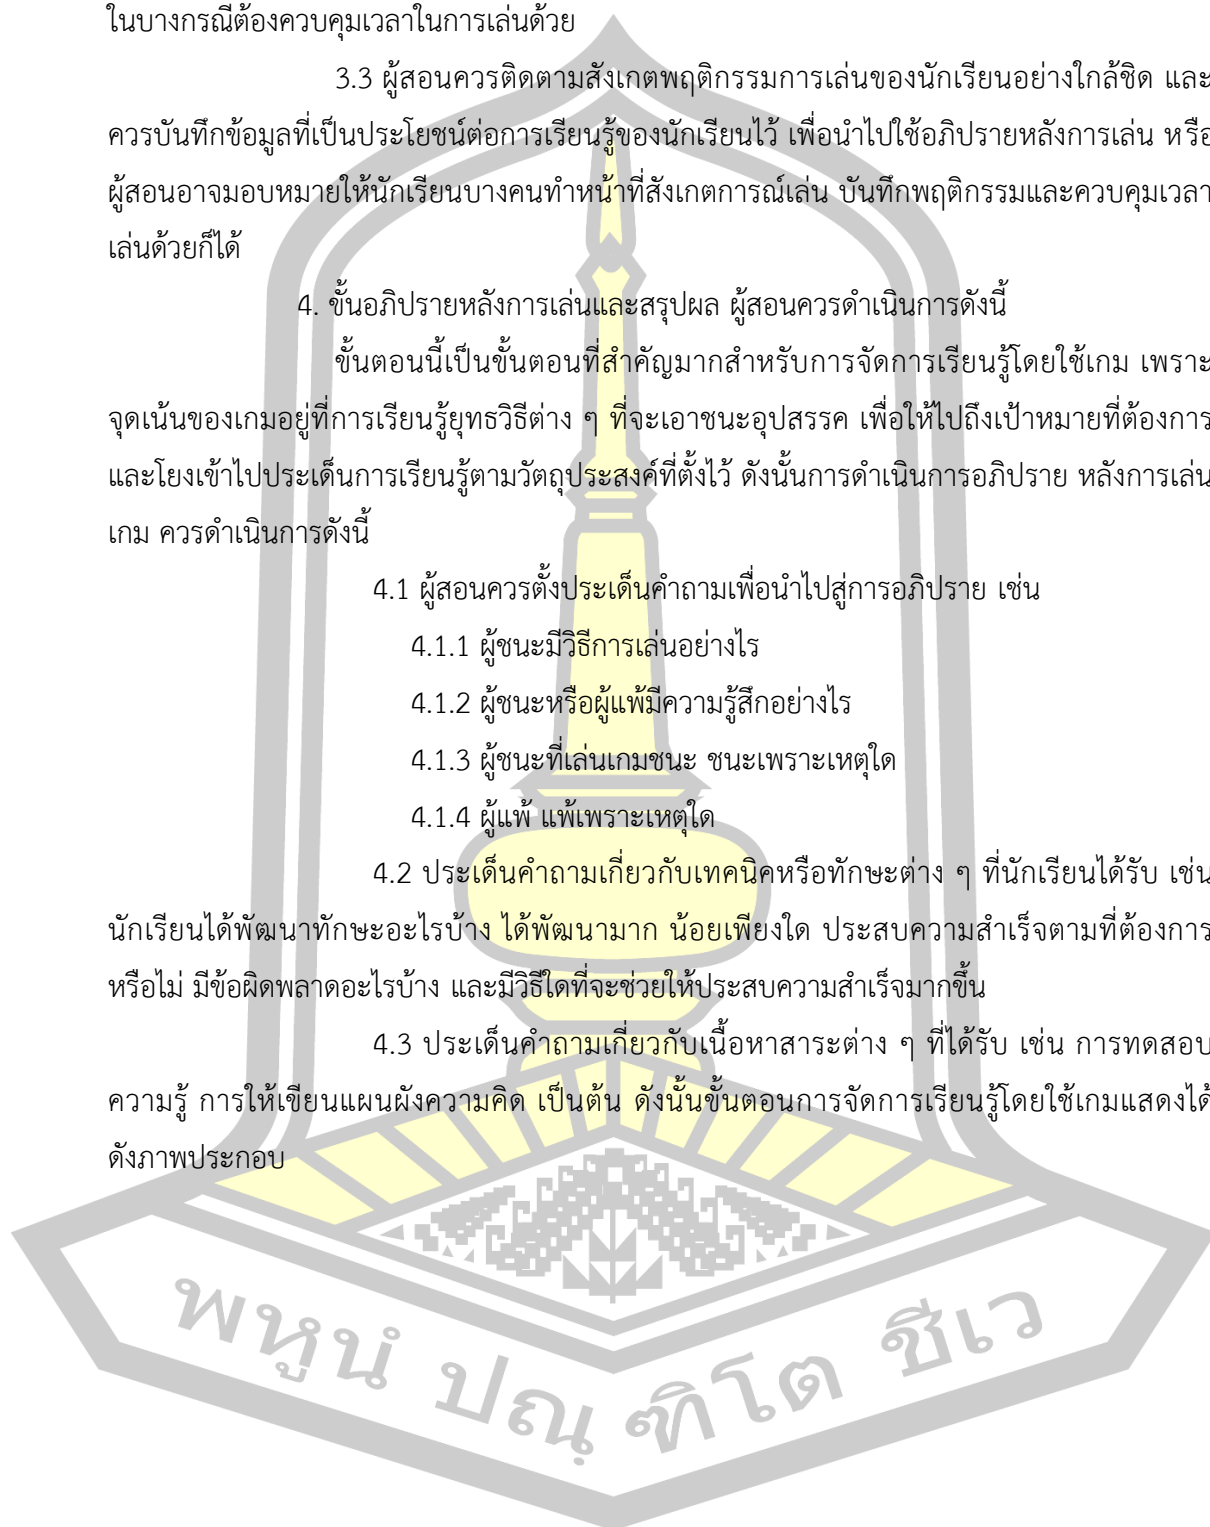 ในบางกรณีต้องควบคุมเวลาในการเล่นด้วย
3.3 ผู้สอนควรติดตามสังเกตพฤติกรรมการเล่นของนักเรียนอย่างใกล้ชิด และ
ควรบันทึกข้อมูลที่เป็นประโยชน์ต่อการเรียนรู้ของนักเรียนไว้ เพื่อนำไปใช้อภิปรายหลังการเล่น หรือ
ผู้สอนอาจมอบหมายให้นักเรียนบางคนทำหน้าที่สังเกตการณ์เล่น บันทึกพฤติกรรมและควบคุมเวลา
เล่นด้วยก็ได้
4. ขั้นอภิปรายหลังการเล่นและสรุปผล ผู้สอนควรดำเนินการดังนี้
ขั้นตอนนี้เป็นขั้นตอนที่สำคัญมากสำหรับการจัดการเรียนรู้โดยใช้เกม เพราะ
จุดเน้นของเกมอยู่ที่การเรียนรู้ยุทธวิธีต่าง ๆ ที่จะเอาชนะอุปสรรค เพื่อให้ไปถึงเป้าหมายที่ต้องการ
และโยงเข้าไปประเด็นการเรียนรู้ตามวัตถุประสงค์ที่ตั้งไว้ ดังนั้นการดำเนินการอภิปราย หลังการเล่น
เกม ควรดำเนินการดังนี้
4.1 ผู้สอนควรตั้งประเด็นคำถามเพื่อนำไปสู่การอภิปราย เช่น
4.1.1 ผู้ชนะมีวิธีการเล่นอย่างไร
4.1.2 ผู้ชนะหรือผู้แพ้มีความรู้สึกอย่างไร
4.1.3 ผู้ชนะที่เล่นเกมชนะ ชนะเพราะเหตุใด
4.1.4 ผู้แพ้ แพ้เพราะเหตุใด
4.2 ประเด็นคำถามเกี่ยวกับเทคนิคหรือทักษะต่าง ๆ ที่นักเรียนได้รับ เช่น
นักเรียนได้พัฒนาทักษะอะไรบ้าง ได้พัฒนามาก น้อยเพียงใด ประสบความสำเร็จตามที่ต้องการ
หรือไม่ มีข้อผิดพลาดอะไรบ้าง และมีวิธีใดที่จะช่วยให้ประสบความสำเร็จมากขึ้น
4.3 ประเด็นคำถามเกี่ยวกับเนื้อหาสาระต่าง ๆ ที่ได้รับ เช่น การทดสอบ
ความรู้ การให้เขียนแผนผังความคิด เป็นต้น ดังนั้นขั้นตอนการจัดการเรียนรู้โดยใช้เกมแสดงได้
ดังภาพประกอบ
พหูนํ ปณฺฑิโต ชีเว